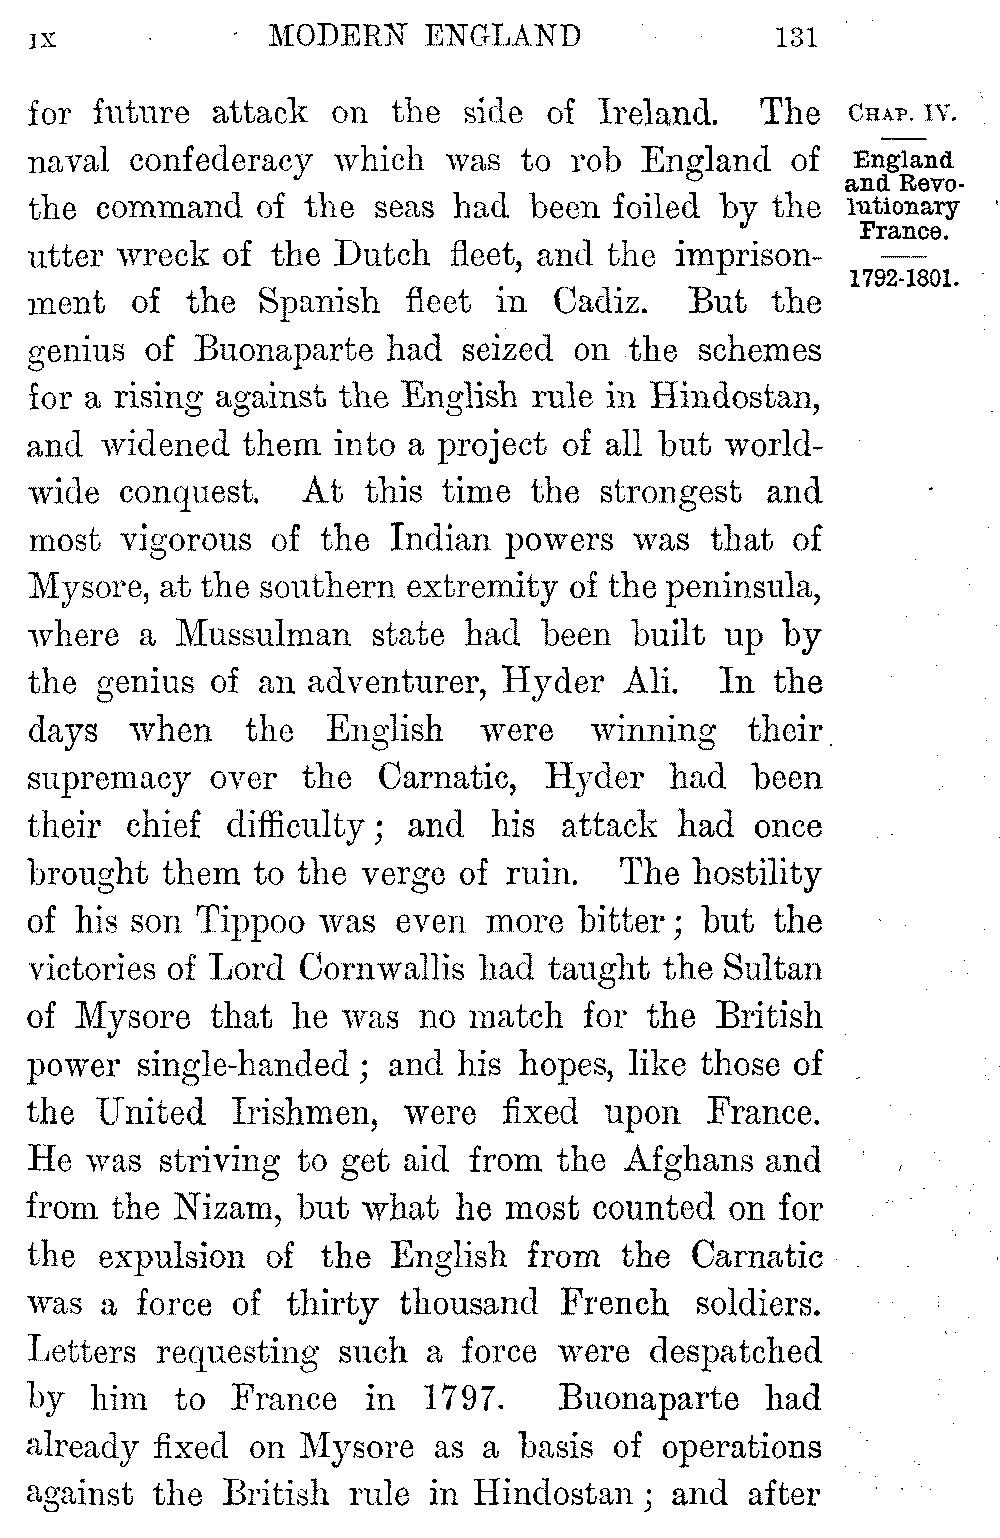 IX MODERN ENGLAND 131
for future attack on the side of Ireland. The
naval confederacy which was to rob England of
the command of the seas had been foiled by the
utter wreck of the Dutch fleet, and the imprison-
ment of the Spanish fleet in Cadiz. But the
genius of Buonaparte had seized on the schemes
for a rising against the English rule in Hindostan,
and widened them into a project of all but world-
wide conquest. At this time the strongest and
most vigorous of the Indian powers was that of
Mysore, at the southern extremity of the peninsula,
where a Mussulman state had been built up by
the genius of an adventurer, Hyder Ali. In the
days when the English were winning their
supremacy over the Carnatic, Hyder had been
their chief difficulty; and his attack had once
brought them to the verge of ruin. The hostility
of his son Tippoo was even more bitter; but the
victories of Lord Cornwallis had taught the Sultan
of Mysore that he was no match for the British
power single-handed; and his hopes, like those of
the United Irishmen, were fixed upon France.
He was striving to get aid from the Afghans and
from the Nizam, but what he most counted on for
the expulsion of the English from the Carnatic
was a force of thirty thousand French soldiers.
Letters requesting such a force were despatched
by him to France in 1797. Buonaparte had
already fixed on Mysore as a basis of operations
against the British rule in Hindostan; and after
CHAP. IV.
England
and Revo-
lutionary
France.
1792-1801.